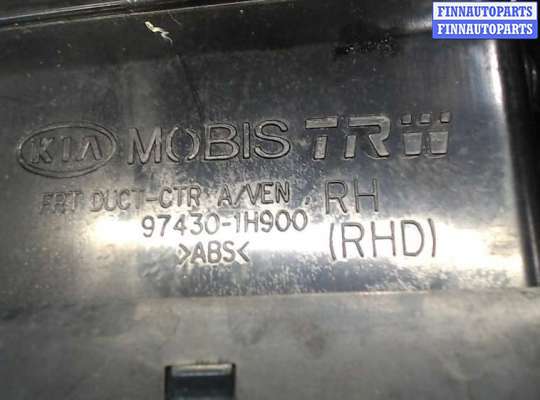 FINNAUTOPARTS
FINNAUTOPARTS
KIA MOBIS TRW
FRT DUCT-CTR A/VEN, RH
97430-1H900 (RHD)
>ABS<